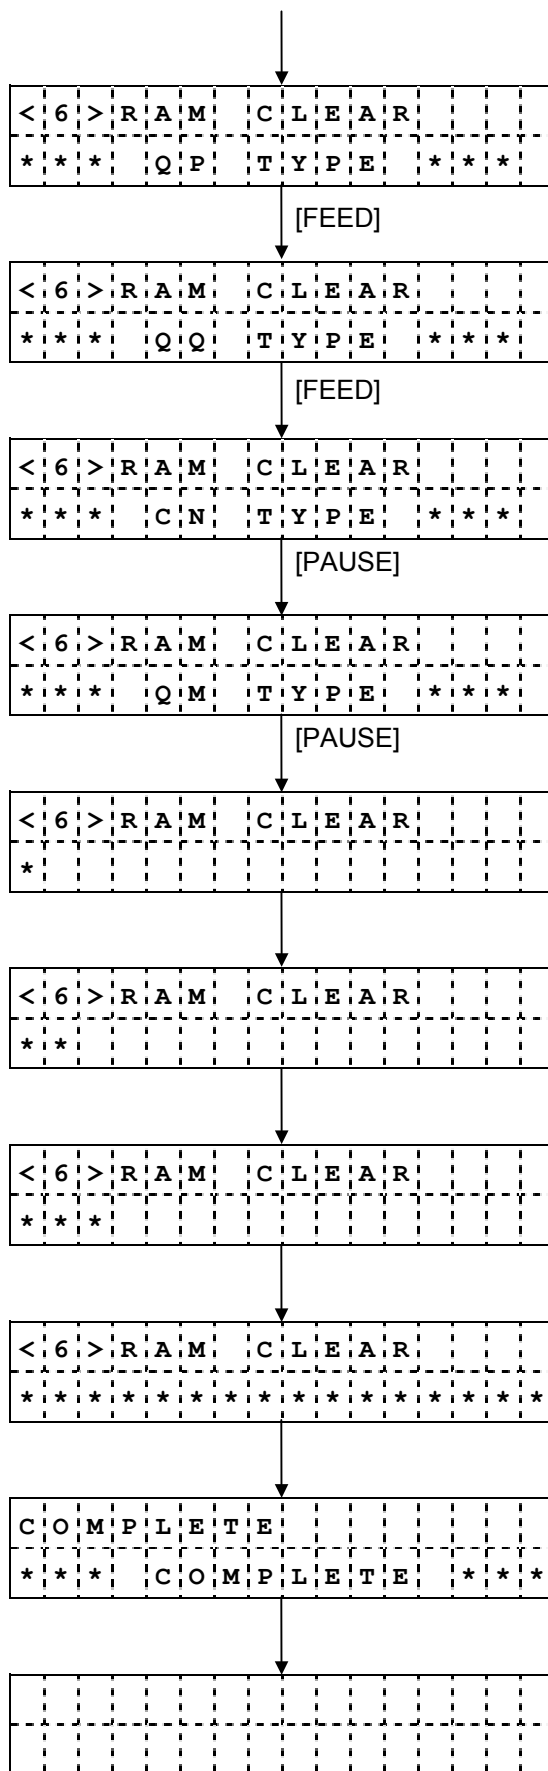 <6>RAM CLEAR
*** QP TYPE ***
[FEED]
<6>RAM CLEAR
*** QQ TYPE ***
[FEED]
<6>RAM CLEAR
*** CN TYPE ***
[PAUSE]
<6>RAM CLEAR
*** QM TYPE ***
[PAUSE]
<6>RAM CLEAR
*
<6>RAM CLEAR
**
<6>RAM CLEAR
***
<6>RAM CLEAR
****************
COMPLETE
*** COMPLETE ***